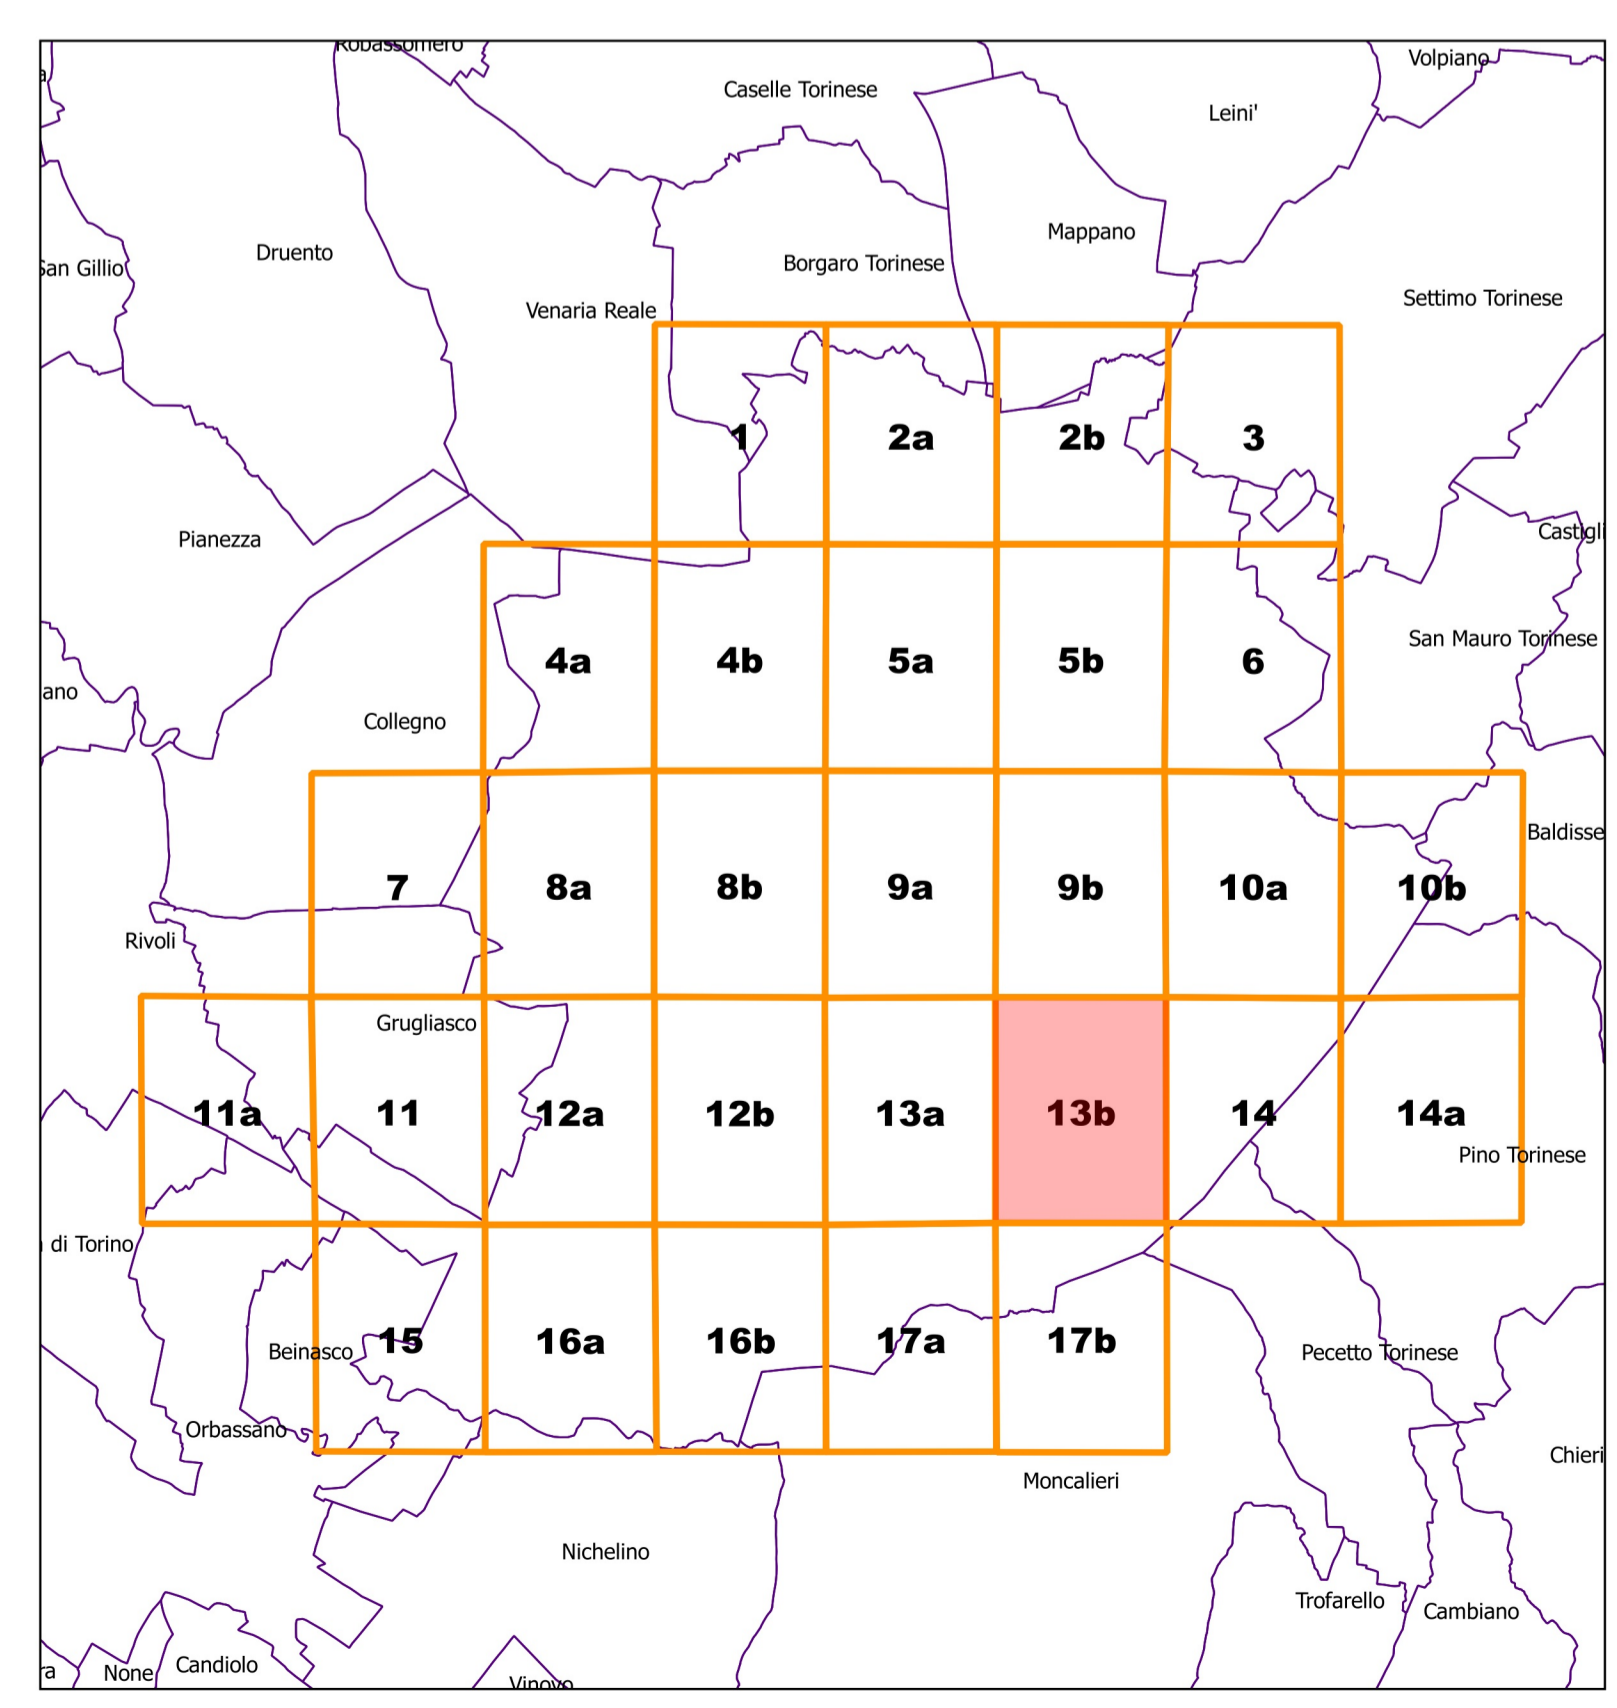 Robassomero
Volpiano
Caselle Torinese
Leini'
Mappano
Druento
Borgaro Torinese
San Gillio
Settimo Torinese
Venaria Reale
1 2a 2b 3
Castigli
Pianezza
San Mauro Torinese
4a 4b 5a 5b 6
ano
Collegno
Baldisse
7 8a 8b 9a 9b 10a 10b
Rivoli
Grugliasco
11a 11 12a 12b 13a 13b 14 14a
Pino Torinese
di Torino
15 16a 16b 17a 17b
Beinasco
Pecetto Torinese
Orbassano
Chieri
Moncalieri
Nichelino
Trofarello
Cambiano
Candiolo
ra
None
Vinovo